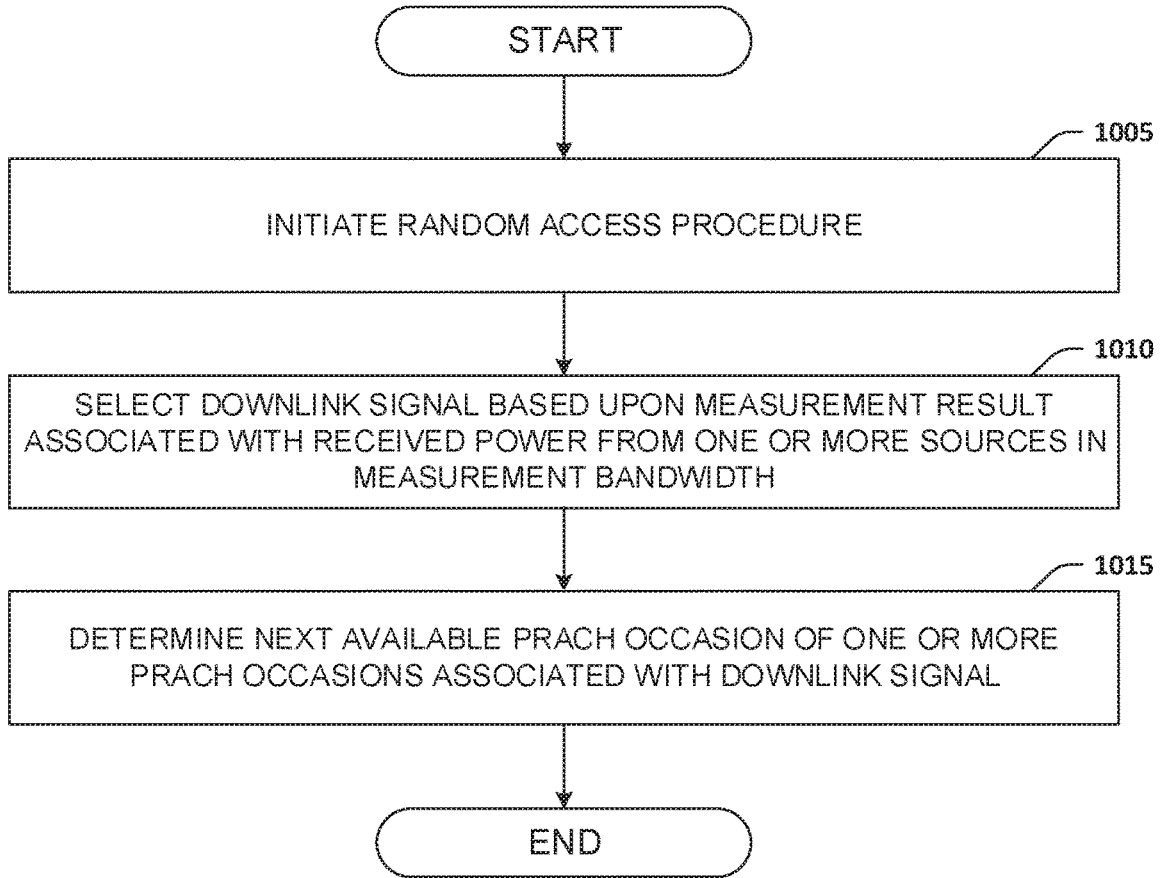 START
1005
INITIATE RANDOM ACCESS PROCEDURE
1010
SELECT DOWNLINK SIGNAL BASED UPON MEASUREMENT RESULT
ASSOCIATED WITH RECEIVED POWER FROM ONE OR MORE SOURCES IN
MEASUREMENT BANDWIDTH
1015
DETERMINE NEXT AVAILABLE PRACH OCCASION OF ONE OR MORE
PRACH OCCASIONS ASSOCIATED WITH DOWNLINK SIGNAL
END